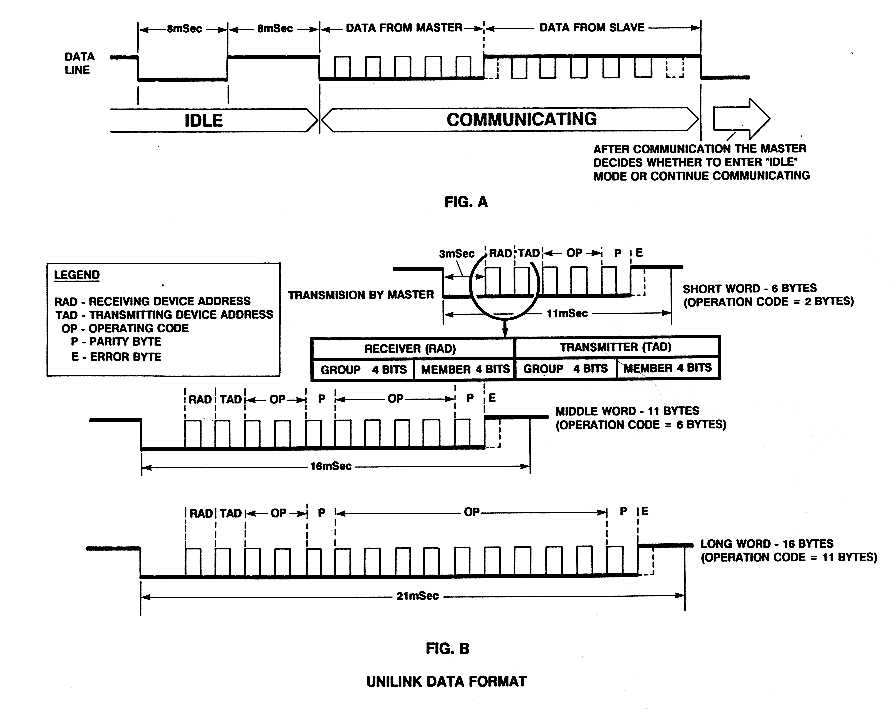 8mSec 8mSec DATA FROM MASTER DATA FROM SLAVE
DATA
LINE
IDLE COMMUNICATING
AFTER COMMUNICATION THE MASTER
DECIDES WHETHER TO ENTER "IDLE"
MODE OR CONTINUE COMMUNICATING
FIG. A
LEGEND
RAD - RECEIVING DEVICE ADDRESS
TAD - TRANSMITTING DEVICE ADDRESS
OP - OPERATING CODE
P - PARITY BYTE
E - ERROR BYTE
3mSec RAD TAD OP P E
TRANSMISION BY MASTER
SHORT WORD - 6 BYTES
(OPERATION CODE = 2 BYTES)
11mSec
RECEIVER (RAD) TRANSMITTER (TAD)
GROUP 4 BITS MEMBER 4 BITS GROUP 4 BITS MEMBER 4 BITS
RAD TAD OP P OP P E
MIDDLE WORD - 11 BYTES
(OPERATION CODE = 6 BYTES)
16mSec
RAD TAD OP P OP P E
LONG WORD - 16 BYTES
(OPERATION CODE = 11 BYTES)
21mSec
FIG. B
UNILINK DATA FORMAT